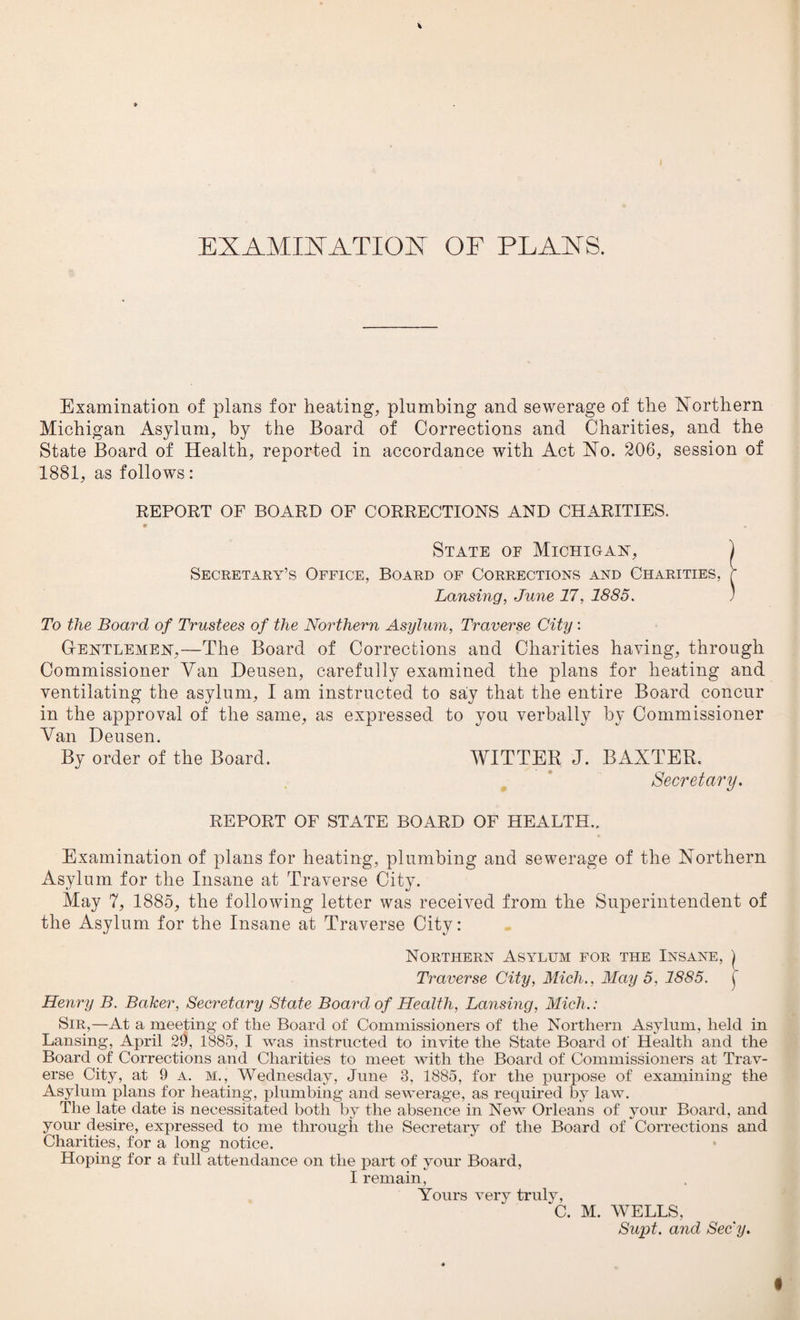 EXAMINATION OF PLANS.
Examination of plans for heating, plumbing and sewerage of the Northern
Michigan Asylum, by the Board of Corrections and Charities, and the
State Board of Health, reported in accordance with Act No. 206, session of
1881, as follows:
REPORT OF BOARD OF CORRECTIONS AND CHARITIES.
STATE OF MICHIGAN,
SECRETARY'S OFFICE, BOARD OF CORRECTIONS AND CHARITIES,
Lansing, June 17, 1885.
To the Board of Trustees of the Northern Asylum, Traverse City:
GENTLEMEN,—The Board of Corrections and Charities having, through
Commissioner Van Deusen, carefully examined the plans for heating and
ventilating the asylum, I am instructed to say that the entire Board concur
in the approval of the same, as expressed to you verbally by Commissioner
Van Deusen.
By order of the Board. WITTER J. BAXTER.
Secretary.
REPORT OF STATE BOARD OF HEALTH..
Examination of plans for heating, plumbing and sewerage of the Northern
Asylum for the Insane at Traverse City.
May 7, 1885, the following letter was received from the Superintendent of
the Asylum for the Insane at Traverse City:
NORTHERN ASYLUM FOR THE INSANE, }
Traverse City, Mich., May 5, 1885.
Henry B. Baker, Secretary State Board of Health, Lansing, Mich.:
SIR,—At a meeting of the Board of Commissioners of the Northern Asylum, held in
Lansing, April 29, 1885, I was instructed to invite the State Board of Health and the
Board of Corrections and Charities to meet with the Board of Commissioners at Trav-
erse City, at 9 A. M., Wednesday, June 3, 1885, for the purpose of examining the
Asylum plans for heating, plumbing and sewerage, as required by law.
The late date is necessitated both by the absence in New Orleans of your Board, and
your desire, expressed to me through the Secretary of the Board of Corrections and
Charities, for a long notice.
Hoping for a full attendance on the part of your Board,
I remain,
Yours very truly,
C. M. WELLS,
Supt. and Sec'y.